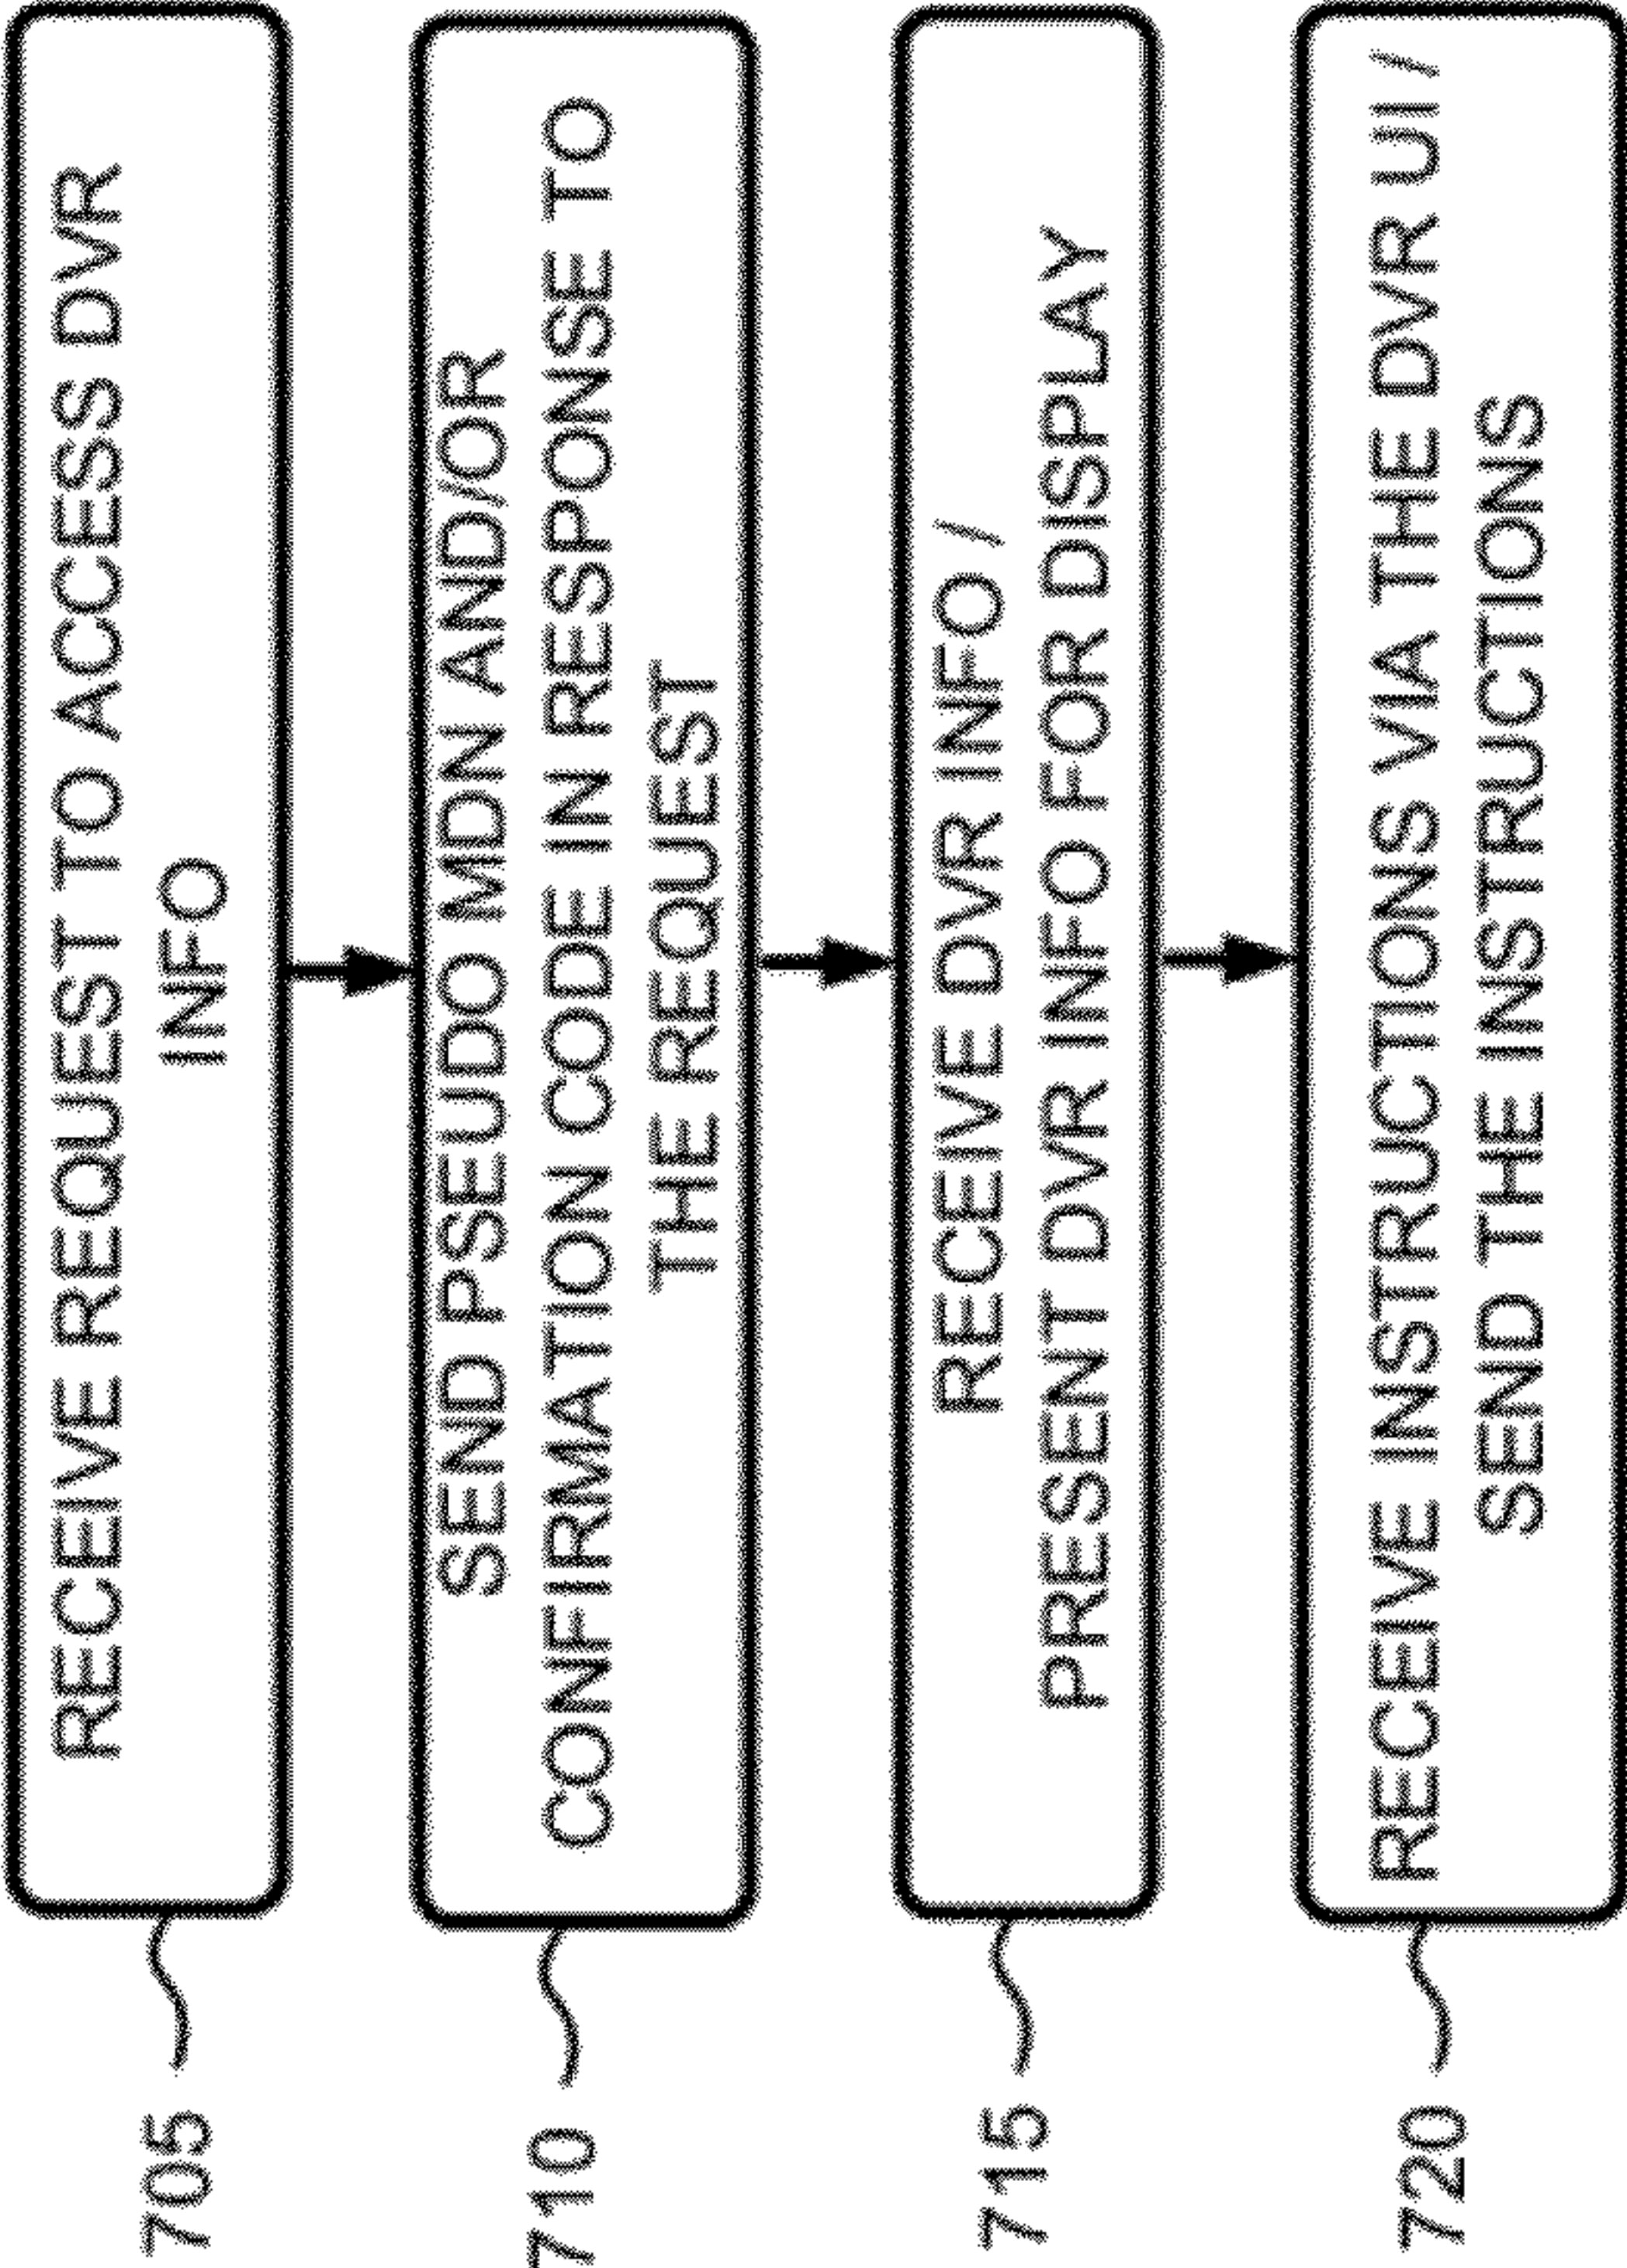 705
RECEIVE REQUEST TO ACCESS DVR
INFO
710
SEND PSEUDO MDN AND/OR
CONFIRMATION CODE IN RESPONSE TO
THE REQUEST
715
RECEIVE DVR INFO /
PRESENT DVR INFO FOR DISPLAY
720
RECEIVE INSTRUCTIONS VIA THE DVR UI /
SEND THE INSTRUCTIONS